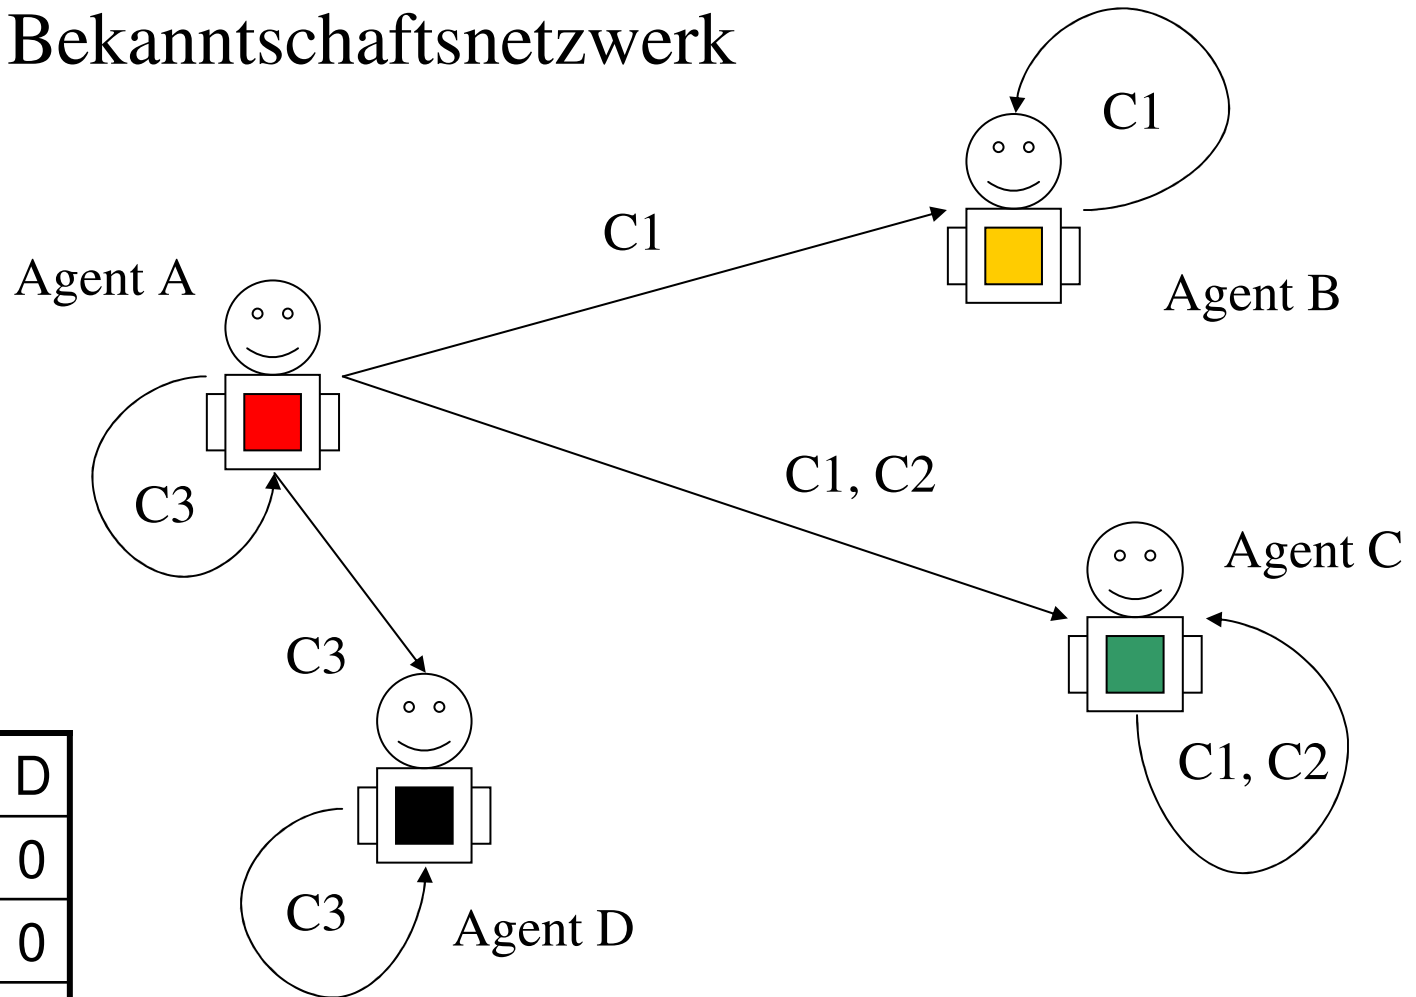 Bekanntschaftsnetzwerk
C1
C1
Agent A
Agent B
C1, C2
C3
Agent C
C3
C1, C2
D
0
C3
Agent D
0